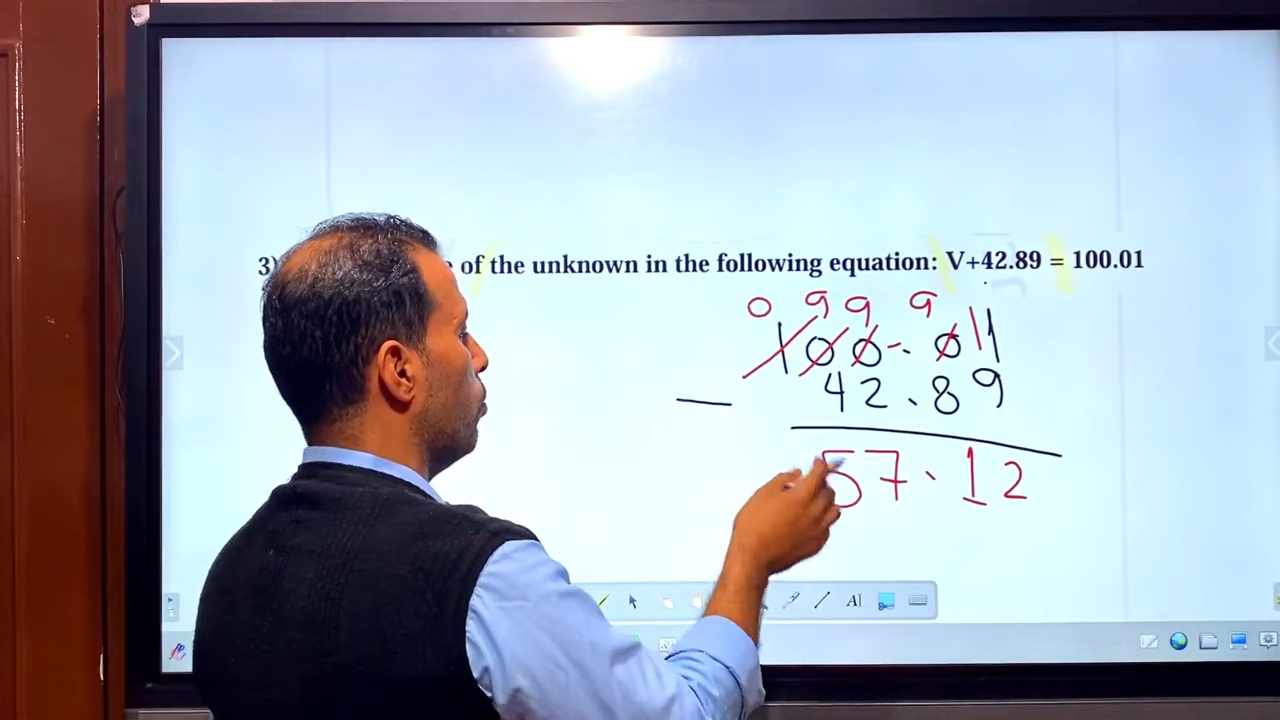 3) of the unknown in the following equation: V+42.89 = 100.01
0 9 9 9
100.011
— 42.89
57.12
AI